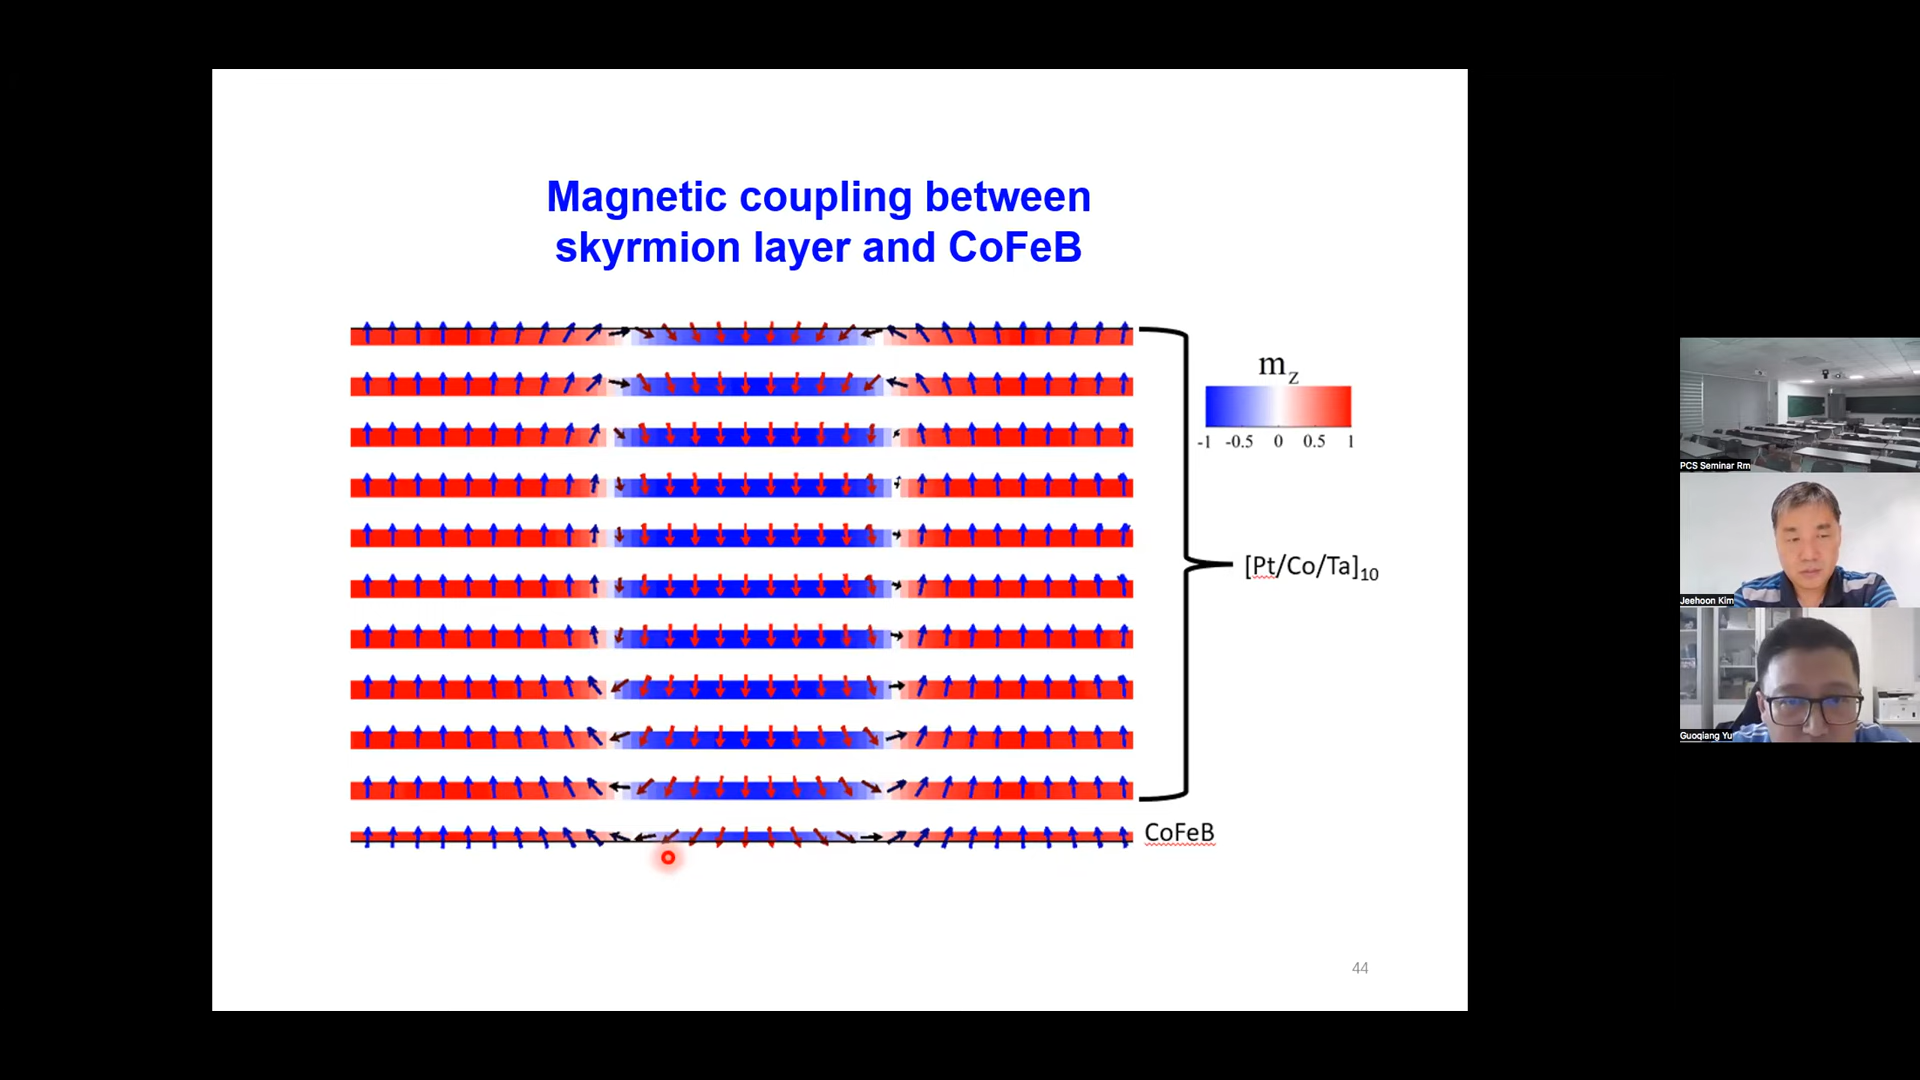 Magnetic coupling between
skyrmion layer and CoFeB
m_z
-1 -0.5 0 0.5 1
[Pt/Co/Ta]_10
CoFeB
44
PCS Seminar Rm
Jeehoon Kim
Guoqiang Yu